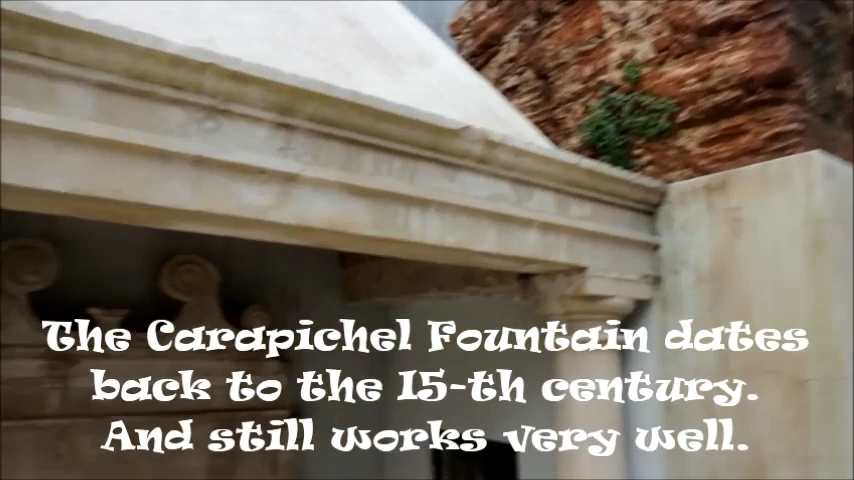 The Carapichel Fountain dates
back to the 15-th century.
And still works very well.